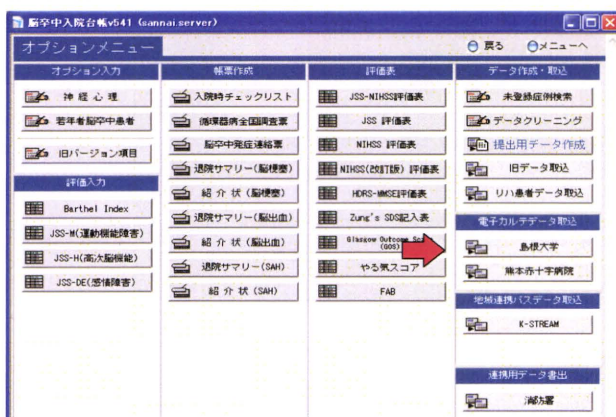 脳卒中入院台帳v541 (sannai.server)
オプションメニュー
戻る
メニューへ
オプション入力
神経心理
若年者脳卒中患者
旧バージョン項目
評価入力
Barthel Index
JSS-M(運動機能障害)
JSS-H(高次脳機能)
JSS-DE(感情障害)
帳票作成
入院時チェックリスト
循環器病全国調査票
脳卒中発症連絡票
退院サマリー(脳梗塞)
紹介状(脳梗塞)
退院サマリー(脳出血)
紹介状(脳出血)
退院サマリー(SAH)
紹介状(SAH)
評価表
JSS-NIHSS評価表
JSS 評価表
NIHSS 評価表
NIHSS(改訂版) 評価表
HDRS-MMSE評価表
Zung's SDS記入表
Glasgow Outcome
(GOS)
やる気スコア
FAB
データ作成・取込
未登録症例検索
データクリーニング
提出用データ作成
旧データ取込
リハ患者データ取込
電子カルテデータ取込
島根大学
熊本赤十字病院
地域連携パスデータ取込
K-STREAM
連携用データ書出
消防署